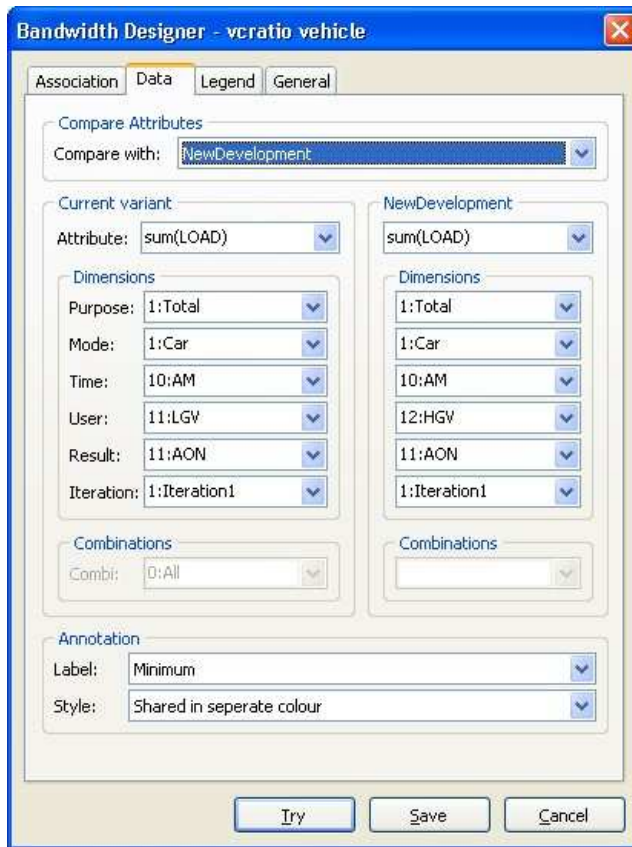 Bandwidth Designer - vcratio vehicle
Association Data Legend General
Compare Attributes
Compare with: NewDevelopment
Current variant NewDevelopment
Attribute: sum(LOAD) sum(LOAD)
Dimensions Dimensions
Purpose: 1:Total 1:Total
Mode: 1:Car 1:Car
Time: 10:AM 10:AM
User: 11:LGV 12:HGV
Result: 11:AON 11:AON
Iteration: 1:Iteration1 1:Iteration1
Combinations Combinations
Combi: 0:All
Annotation
Label: Minimum
Style: Shared in seperate colour
Try Save Cancel